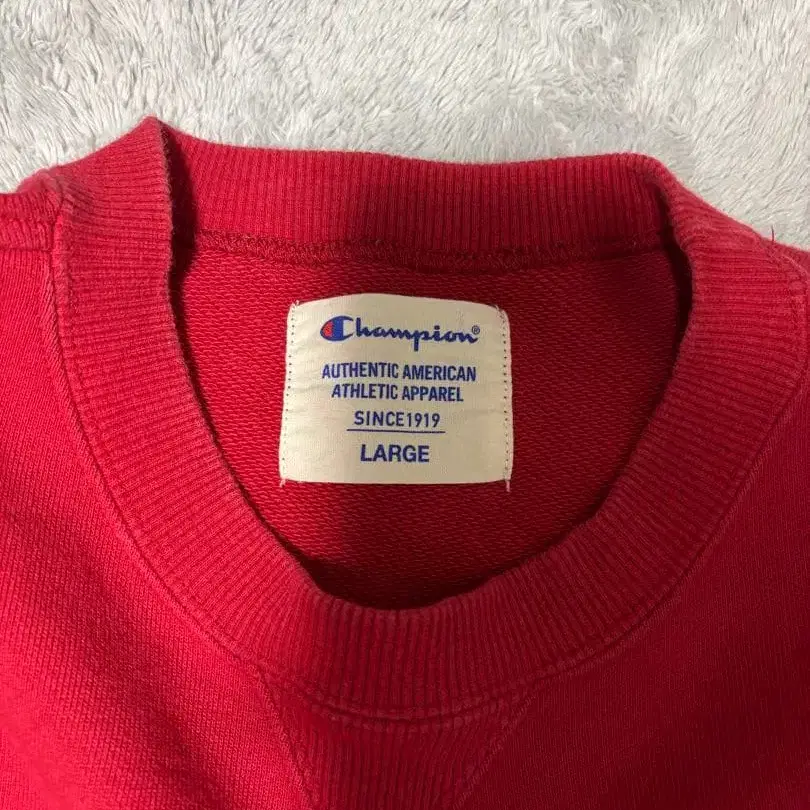 Champion®
AUTHENTIC AMERICAN
ATHLETIC APPAREL
SINCE1919
LARGE